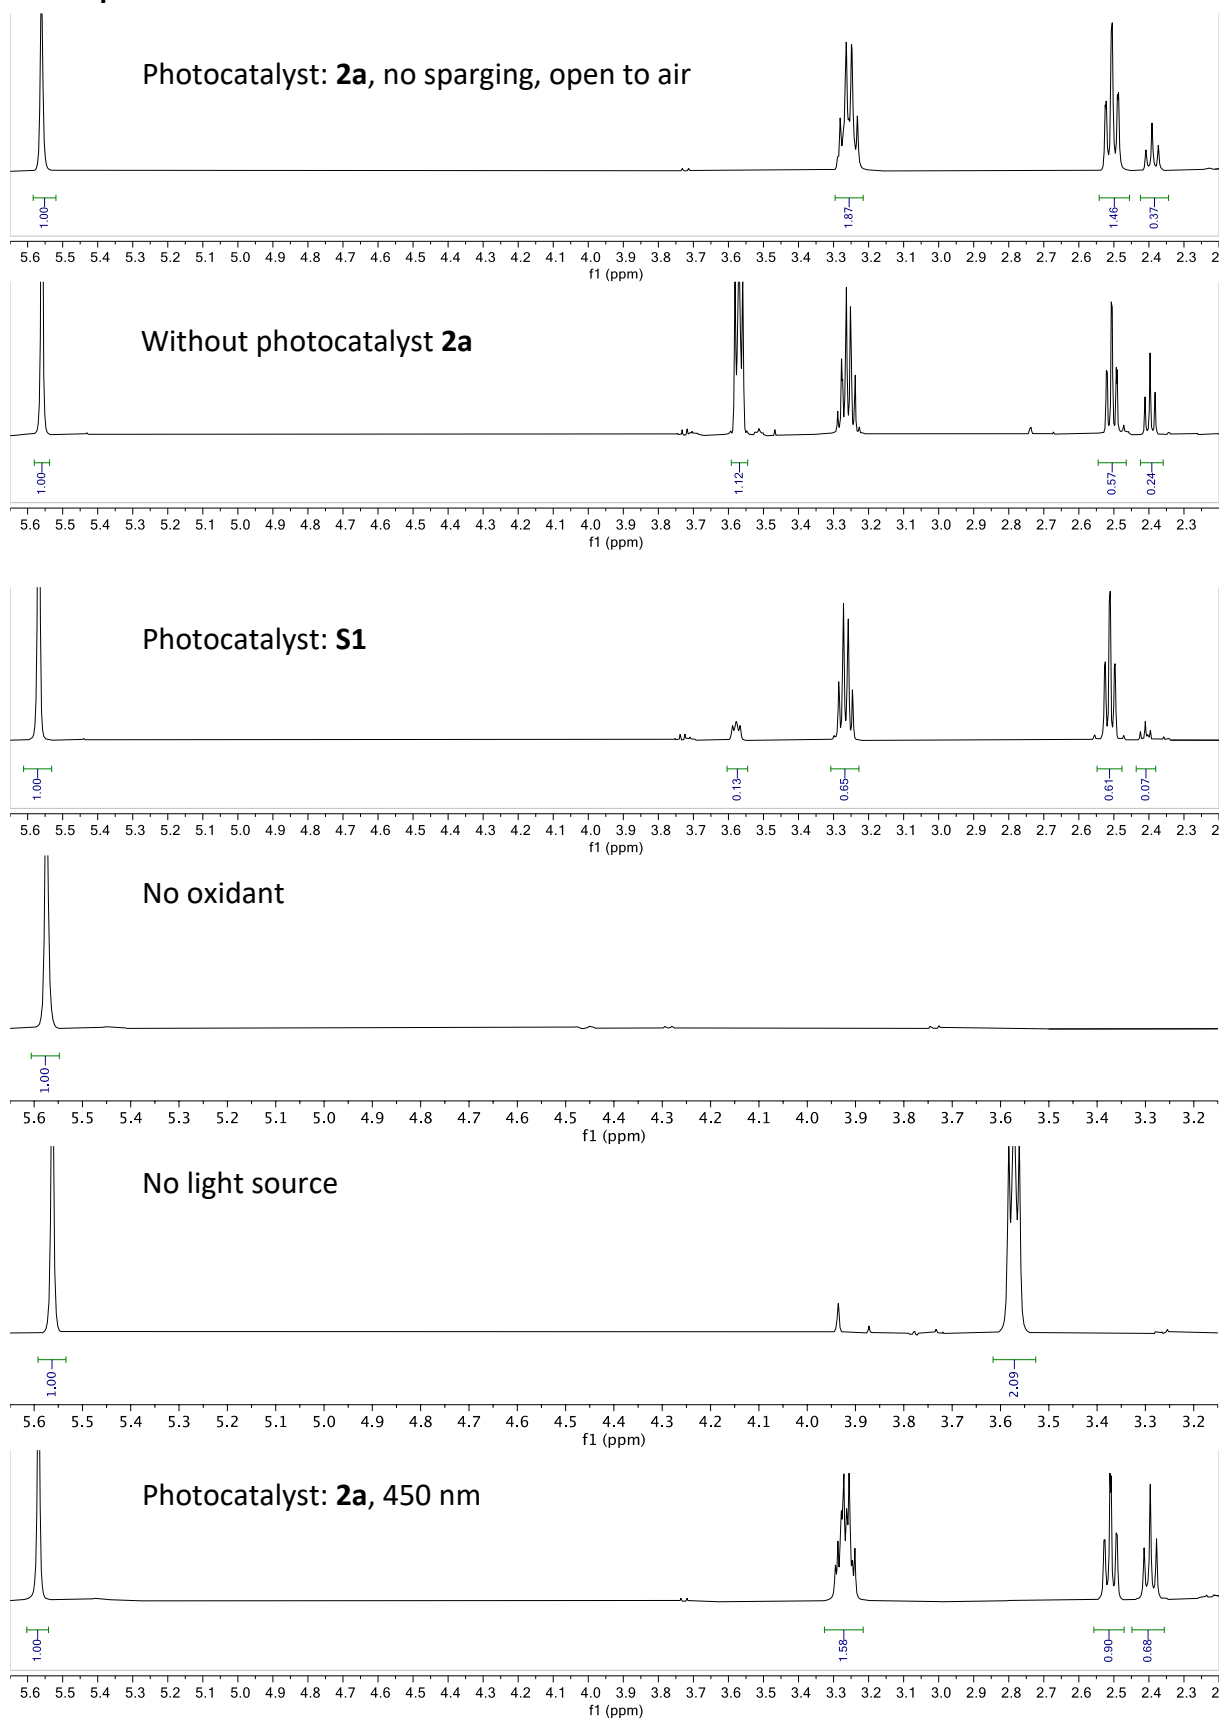 Photocatalyst: 2a, no sparging, open to air
1.00 1.87 1.46 0.37
5.6 5.5 5.4 5.3 5.2 5.1 5.0 4.9 4.8 4.7 4.6 4.5 4.4 4.3 4.2 4.1 4.0 3.9 3.8 3.7 3.6 3.5 3.4 3.3 3.2 3.1 3.0 2.9 2.8 2.7 2.6 2.5 2.4 2.3 2
f1 (ppm)
Without photocatalyst 2a
1.00 1.12 0.57 0.24
5.6 5.5 5.4 5.3 5.2 5.1 5.0 4.9 4.8 4.7 4.6 4.5 4.4 4.3 4.2 4.1 4.0 3.9 3.8 3.7 3.6 3.5 3.4 3.3 3.2 3.1 3.0 2.9 2.8 2.7 2.6 2.5 2.4 2.3
f1 (ppm)
Photocatalyst: S1
1.00 0.13 0.65 0.61 0.07
5.6 5.5 5.4 5.3 5.2 5.1 5.0 4.9 4.8 4.7 4.6 4.5 4.4 4.3 4.2 4.1 4.0 3.9 3.8 3.7 3.6 3.5 3.4 3.3 3.2 3.1 3.0 2.9 2.8 2.7 2.6 2.5 2.4 2.3 2
f1 (ppm)
No oxidant
1.00
5.6 5.5 5.4 5.3 5.2 5.1 5.0 4.9 4.8 4.7 4.6 4.5 4.4 4.3 4.2 4.1 4.0 3.9 3.8 3.7 3.6 3.5 3.4 3.3 3.2
f1 (ppm)
No light source
1.00 2.09
5.6 5.5 5.4 5.3 5.2 5.1 5.0 4.9 4.8 4.7 4.6 4.5 4.4 4.3 4.2 4.1 4.0 3.9 3.8 3.7 3.6 3.5 3.4 3.3 3.2
f1 (ppm)
Photocatalyst: 2a, 450 nm
1.00 1.58 0.90 0.68
5.6 5.5 5.4 5.3 5.2 5.1 5.0 4.9 4.8 4.7 4.6 4.5 4.4 4.3 4.2 4.1 4.0 3.9 3.8 3.7 3.6 3.5 3.4 3.3 3.2 3.1 3.0 2.9 2.8 2.7 2.6 2.5 2.4 2.3 2
f1 (ppm)